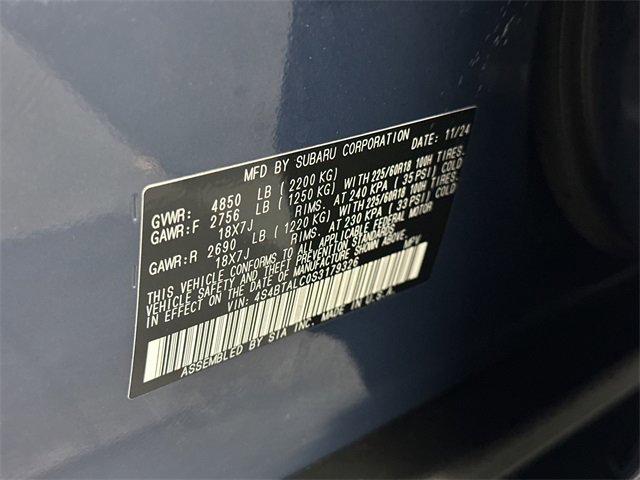 MFD BY SUBARU CORPORATION DATE: 11/24
GVWR: 4850 LB ( 2200 KG)
GAWR:F 2756 LB ( 1250 KG) WITH 225/60R18 100H TIRES.
18X7J RIMS. AT 240 KPA ( 35 PSI) COLD
GAWR:R 2690 LB ( 1220 KG) WITH 225/60R18 100H TIRES.
18X7J RIMS. AT 230 KPA ( 33 PSI) COLD
THIS VEHICLE CONFORMS TO ALL APPLICABLE FEDERAL MOTOR
VEHICLE SAFETY AND THEFT PREVENTION STANDARDS
IN EFFECT ON THE DATE OF MANUFACTURE SHOWN ABOVE.
VIN: 4S4BTALC0S3179326 MPV
ASSEMBLED BY SIA INC. MADE IN U.S.A.